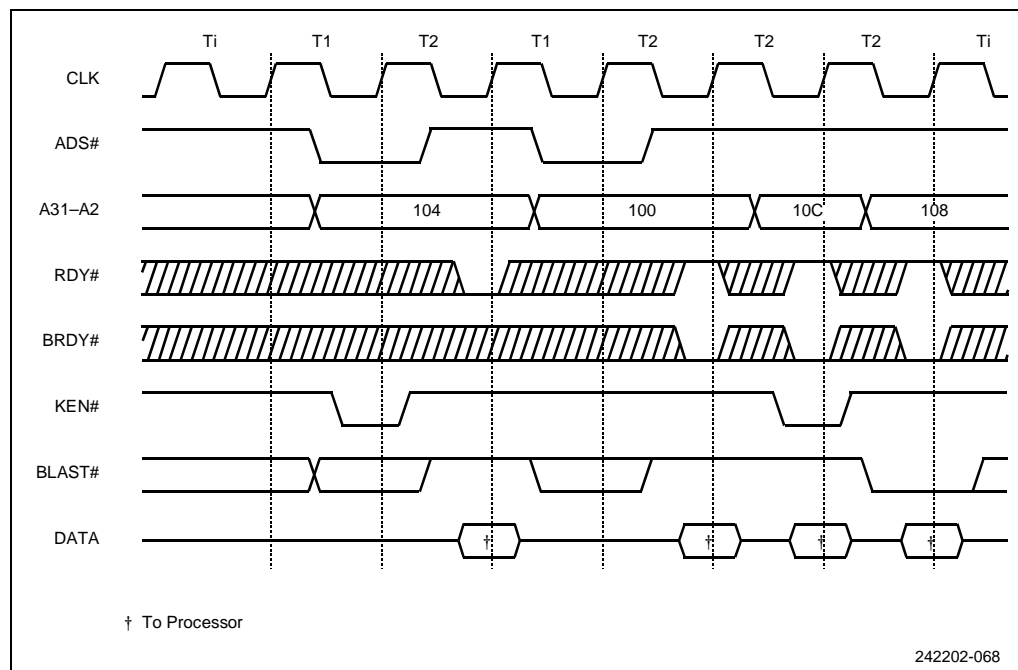 Ti T1 T2 T1 T2 T2 T2 Ti
CLK
ADS#
A31–A2 104 100 10C 108
RDY#
BRDY#
KEN#
BLAST#
DATA † † † †
† To Processor
242202-068